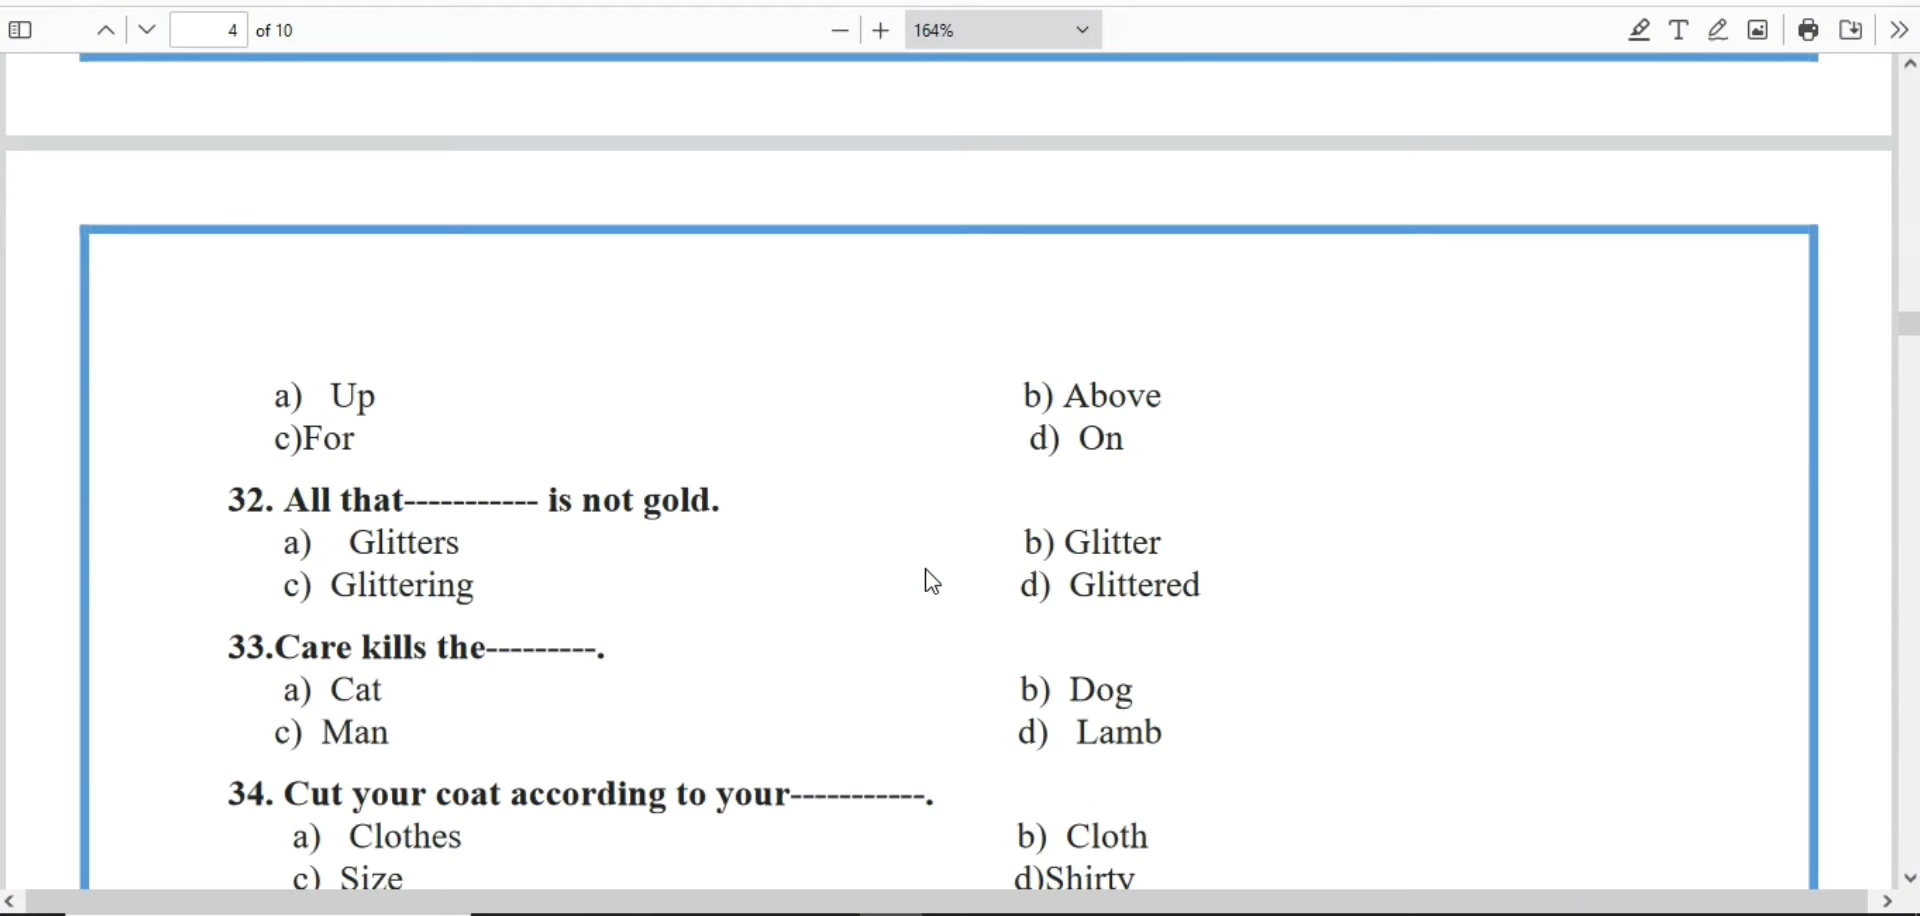 4 of 10 164%
a) Up b) Above
c)For d) On
32. All that----------- is not gold.
a) Glitters b) Glitter
c) Glittering d) Glittered
33.Care kills the---------.
a) Cat b) Dog
c) Man d) Lamb
34. Cut your coat according to your-----------.
a) Clothes b) Cloth
c) Size d)Shirty